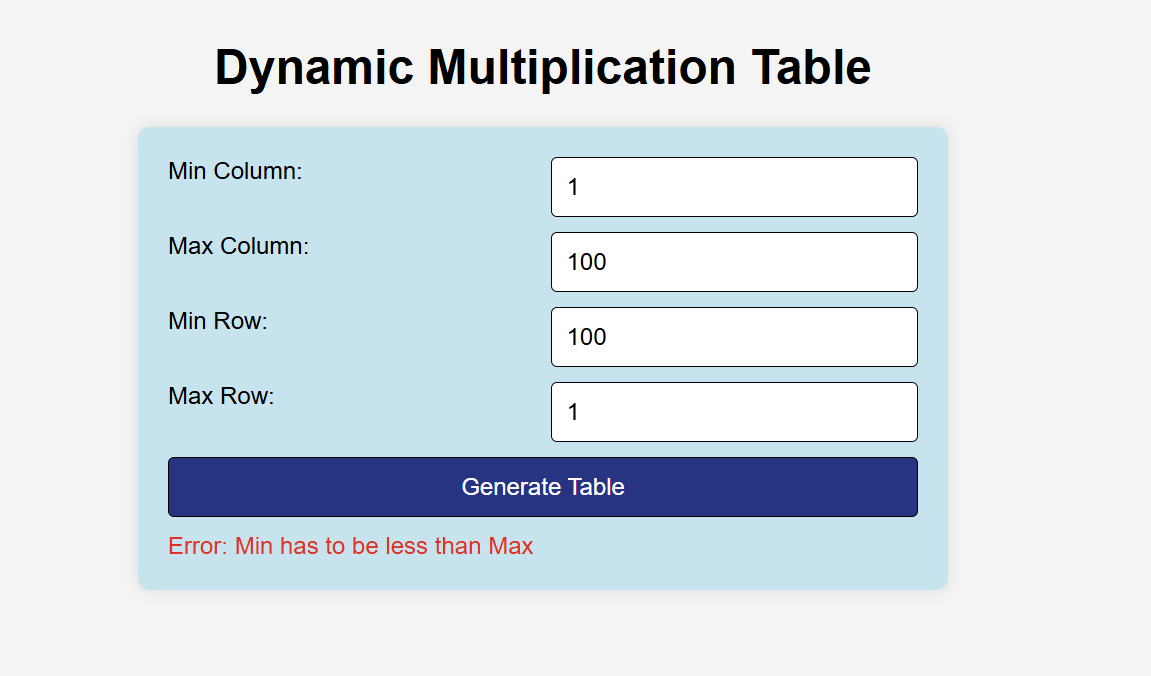 Dynamic Multiplication Table
Min Column:
1
Max Column:
100
Min Row:
100
Max Row:
1
Generate Table
Error: Min has to be less than Max